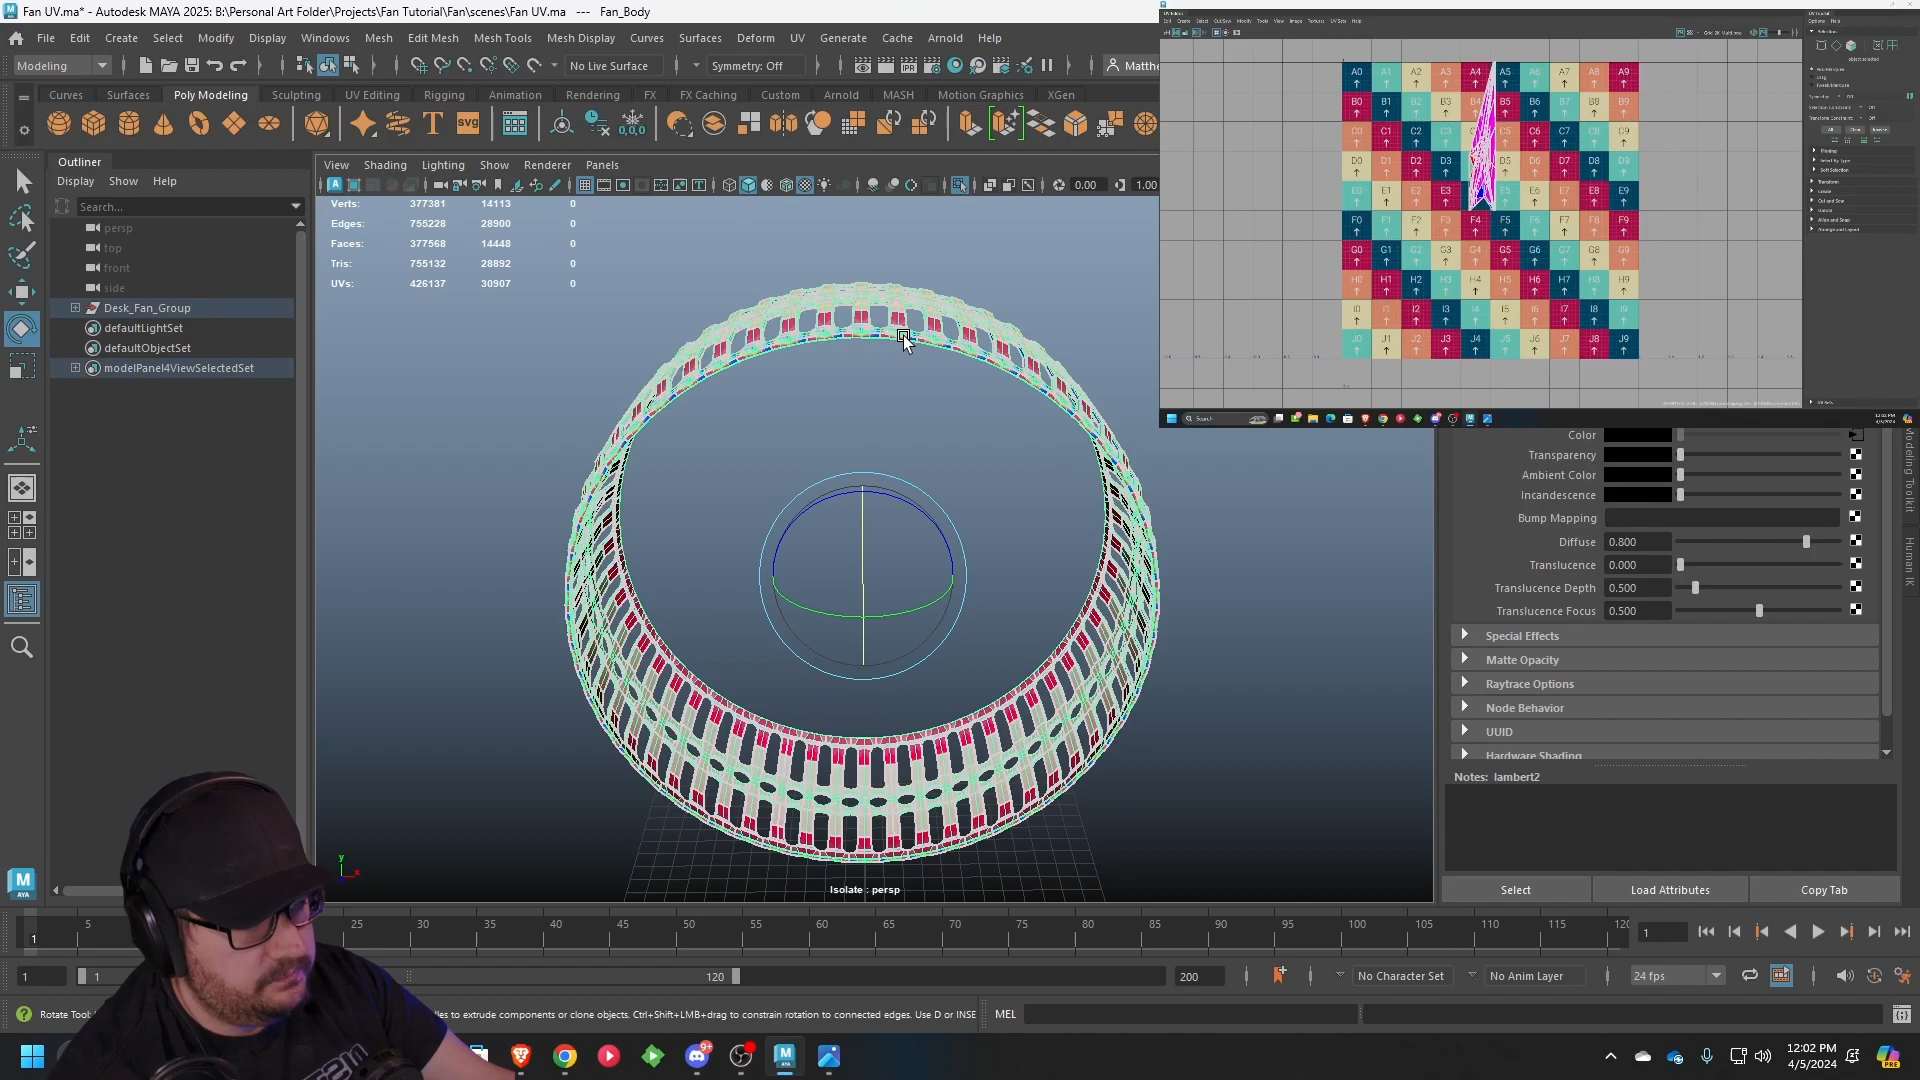 Fan UV.ma* - Autodesk MAYA 2025: B:\Personal Art Folder\Projects\Fan Tutorial\Fan\scenes\Fan UV.ma --- Fan_Body
File Edit Create Select Modify Display Windows Mesh Edit Mesh Mesh Tools Mesh Display Curves Surfaces Deform UV Generate Cache Arnold Help
Modeling
No Live Surface
Symmetry: Off
Matthe
Curves Surfaces Poly Modeling Sculpting UV Editing Rigging Animation Rendering FX FX Caching Custom Arnold MASH Motion Graphics XGen
Outliner
Display Show Help
Search...
persp
top
front
side
Desk_Fan_Group
defaultLightSet
defaultObjectSet
modelPanel4ViewSelectedSet
View Shading Lighting Show Renderer Panels
0.00
1.00
Verts: 377381 14113 0
Edges: 755228 28900 0
Faces: 377568 14448 0
Tris: 755132 28892 0
UVs: 426137 30907 0
Isolate : persp
A0 A1 A2 A3 A4 A5 A6 A7 A8 A9
B0 B1 B2 B3 B4 B5 B6 B7 B8 B9
C0 C1 C2 C3 C5 C6 C7 C8 C9
D0 D1 D2 D3 D5 D6 D7 D8 D9
E0 E1 E2 E3 E5 E6 E7 E8 E9
F0 F1 F2 F3 F4 F5 F6 F7 F8 F9
G0 G1 G2 G3 G4 G5 G6 G7 G8 G9
H0 H1 H2 H3 H4 H5 H6 H7 H8 H9
I0 I1 I2 I3 I4 I5 I6 I7 I8 I9
J0 J1 J2 J3 J4 J5 J6 J7 J8 J9
Search
12:02 PM
4/5/2024
Color
Transparency
Ambient Color
Incandescence
Bump Mapping
Diffuse 0.800
Translucence 0.000
Translucence Depth 0.500
Translucence Focus 0.500
Special Effects
Matte Opacity
Raytrace Options
Node Behavior
UUID
Hardware Shading
Notes: lambert2
Select Load Attributes Copy Tab
Modeling Toolkit
Human IK
1 5 25 30 35 40 45 50 55 60 65 70 75 80 85 90 95 100 105 110 115 120
1
1 1 120 200
No Character Set
No Anim Layer
24 fps
Rotate Tool:
les to extrude components or clone objects. Ctrl+Shift+LMB+drag to constrain rotation to connected edges. Use D or INSE
MEL
12:02 PM
4/5/2024